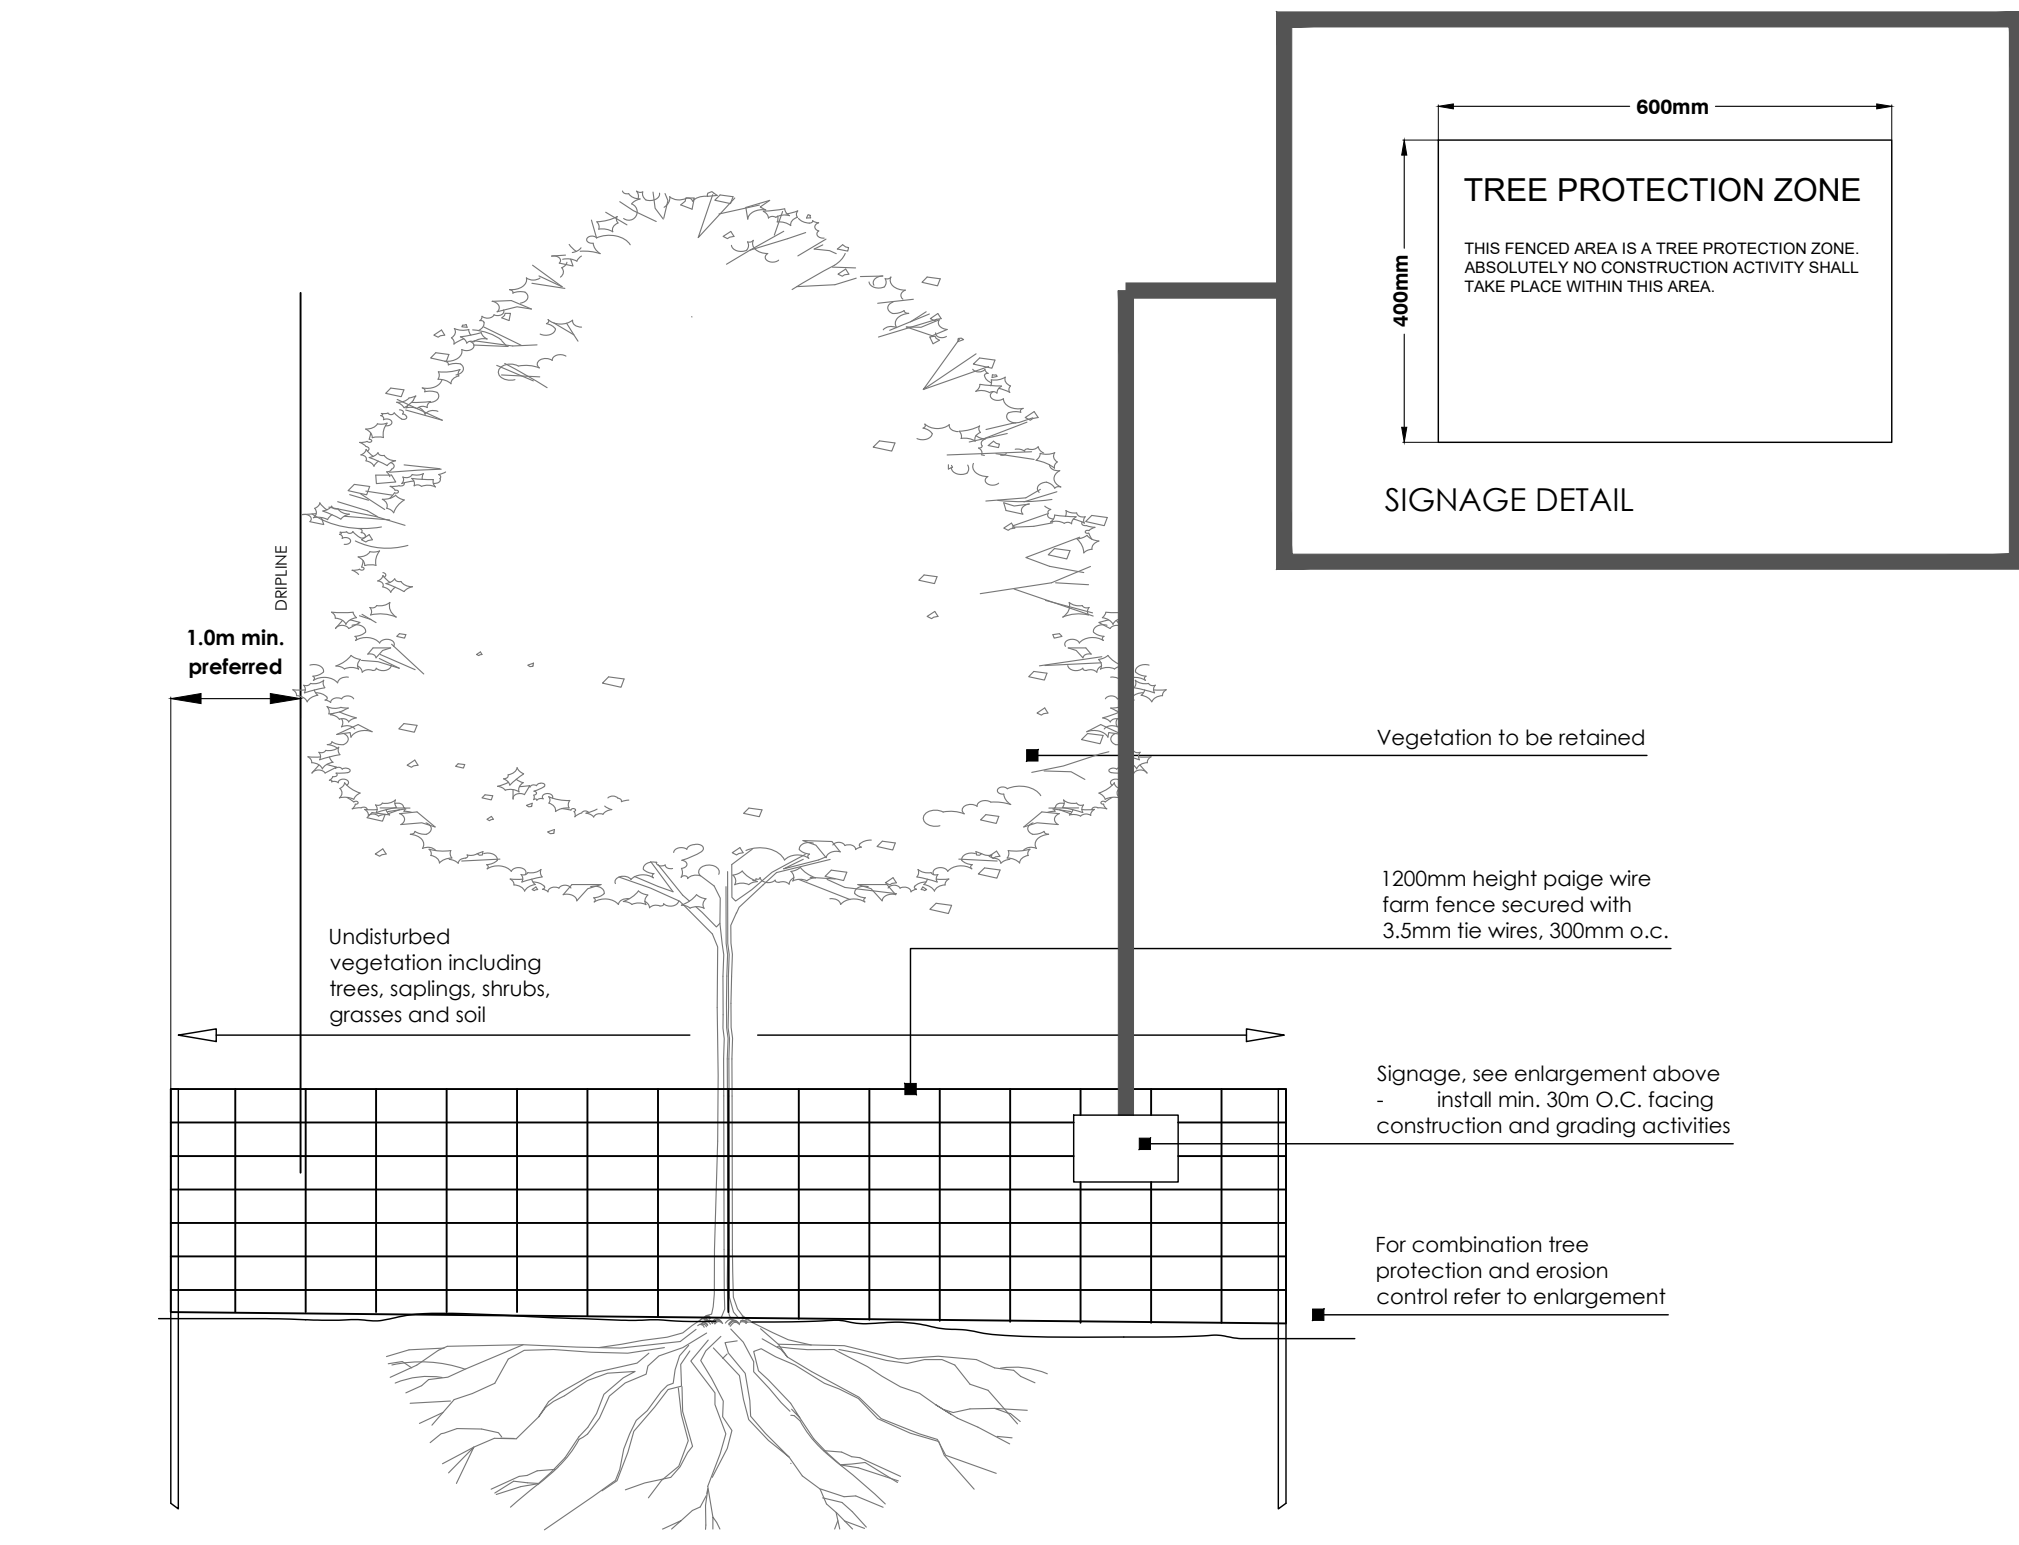 600mm
400mm
TREE PROTECTION ZONE
THIS FENCED AREA IS A TREE PROTECTION ZONE.
ABSOLUTELY NO CONSTRUCTION ACTIVITY SHALL
TAKE PLACE WITHIN THIS AREA.
SIGNAGE DETAIL
DRIPLINE
1.0m min.
preferred
Vegetation to be retained
1200mm height paige wire
farm fence secured with
3.5mm tie wires, 300mm o.c.
Undisturbed
vegetation including
trees, saplings, shrubs,
grasses and soil
Signage, see enlargement above
- install min. 30m O.C. facing
construction and grading activities
For combination tree
protection and erosion
control refer to enlargement